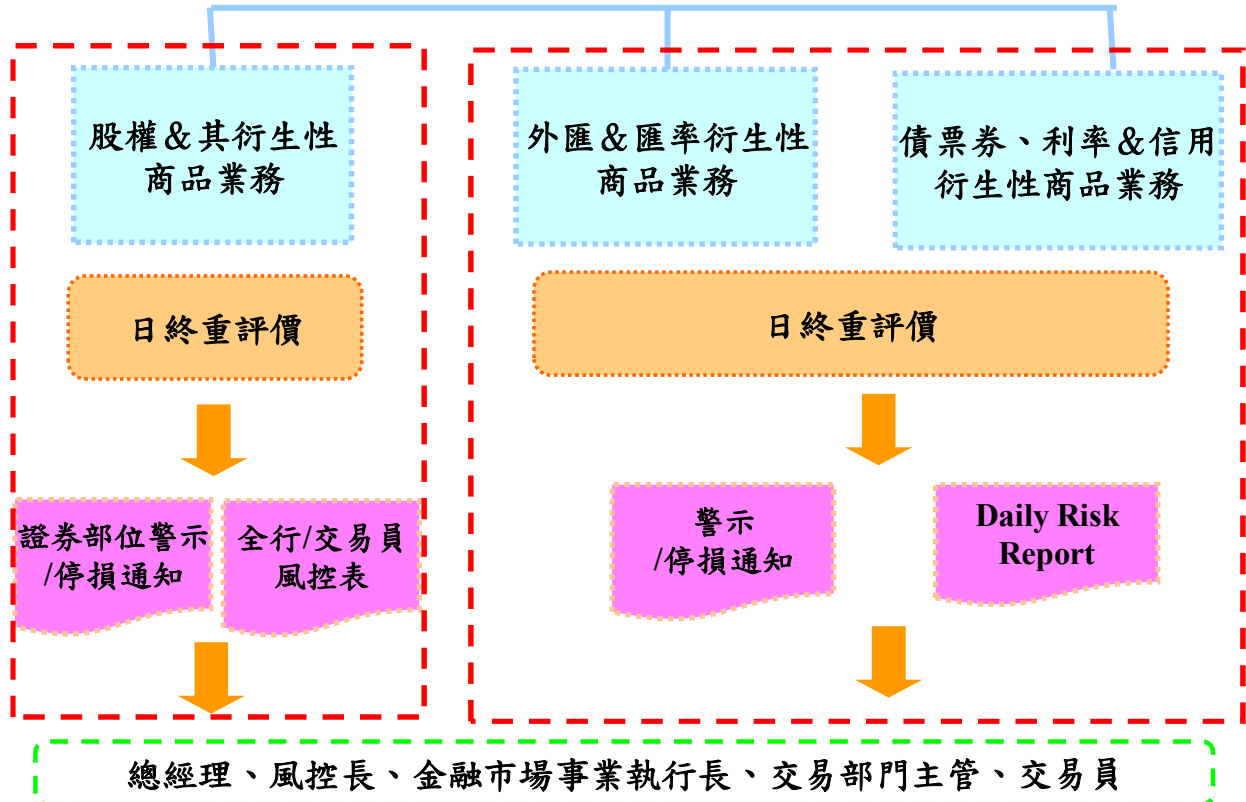 股權＆其衍生性
商品業務
外匯＆匯率衍生性
商品業務
債票券、利率＆信用
衍生性商品業務
日終重評價
日終重評價
證券部位警示
/停損通知
全行/交易員
風控表
警示
/停損通知
Daily Risk
Report
總經理、風控長、金融市場事業執行長、交易部門主管、交易員